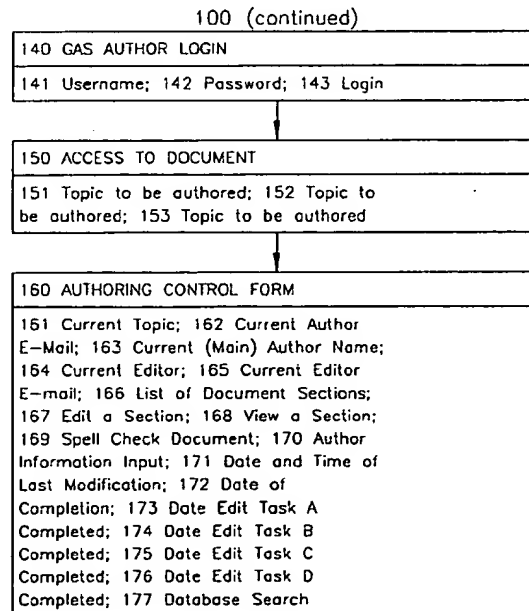 100 (continued)
140 GAS AUTHOR LOGIN
141 Username; 142 Password; 143 Login
150 ACCESS TO DOCUMENT
151 Topic to be authored; 152 Topic to
be authored; 153 Topic to be authored
160 AUTHORING CONTROL FORM
161 Current Topic; 162 Current Author
E-Mail; 163 Current (Main) Author Name;
164 Current Editor; 165 Current Editor
E-mail; 166 List of Document Sections;
167 Edit a Section; 168 View a Section;
169 Spell Check Document; 170 Author
Information Input; 171 Date and Time of
Last Modification; 172 Date of
Completion; 173 Date Edit Task A
Completed; 174 Date Edit Task B
Completed; 175 Date Edit Task C
Completed; 176 Date Edit Task D
Completed; 177 Database Search